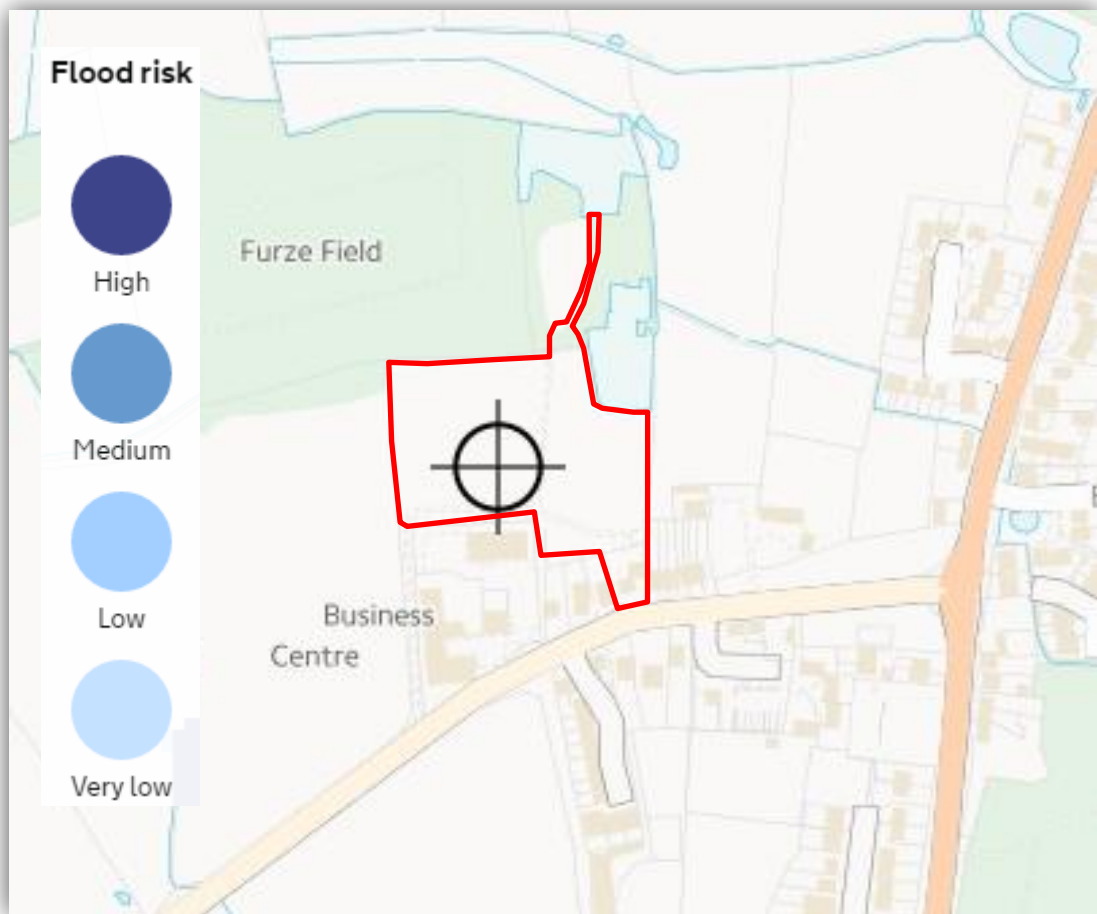 Flood risk
High
Medium
Low
Very low
Furze Field
Business
Centre